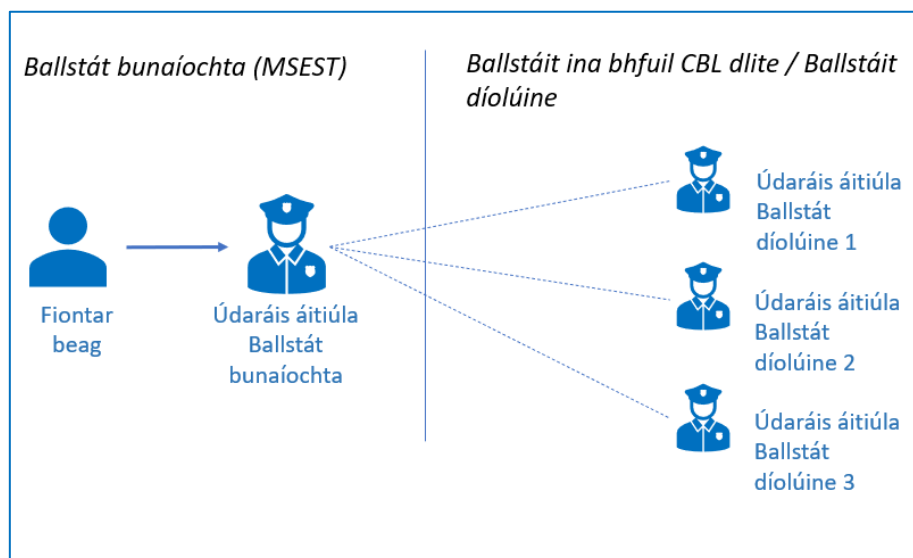 Ballstát bunaíochta (MSEST)
Ballstáit ina bhfuil CBL dlite / Ballstáit
díolúine
Fiontar
beag
Údaráis áitiúla
Ballstát
bunaíochta
Údaráis áitiúla
Ballstát
díolúine 1
Údaráis áitiúla
Ballstát
díolúine 2
Údaráis áitiúla
Ballstát
díolúine 3